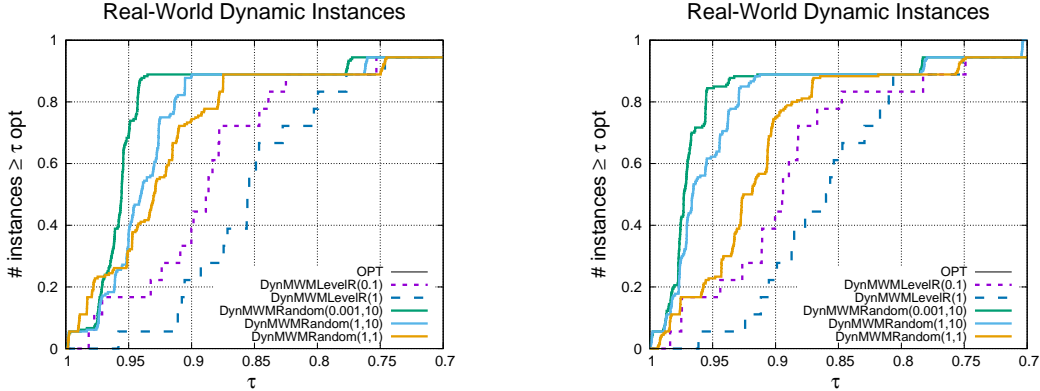 Real-World Dynamic Instances
1
0.8
0.6
0.4
0.2
0
# instances ≥ τ opt
OPT
DynMWMLevelR(0.1)
DynMWMLevelR(1)
DynMWMRandom(0.001,10)
DynMWMRandom(1,10)
DynMWMRandom(1,1)
1 0.95 0.9 0.85 0.8 0.75 0.7
τ
Real-World Dynamic Instances
1
0.8
0.6
0.4
0.2
0
# instances ≥ τ opt
OPT
DynMWMLevelR(0.1)
DynMWMLevelR(1)
DynMWMRandom(0.001,10)
DynMWMRandom(1,10)
DynMWMRandom(1,1)
1 0.95 0.9 0.85 0.8 0.75 0.7
τ